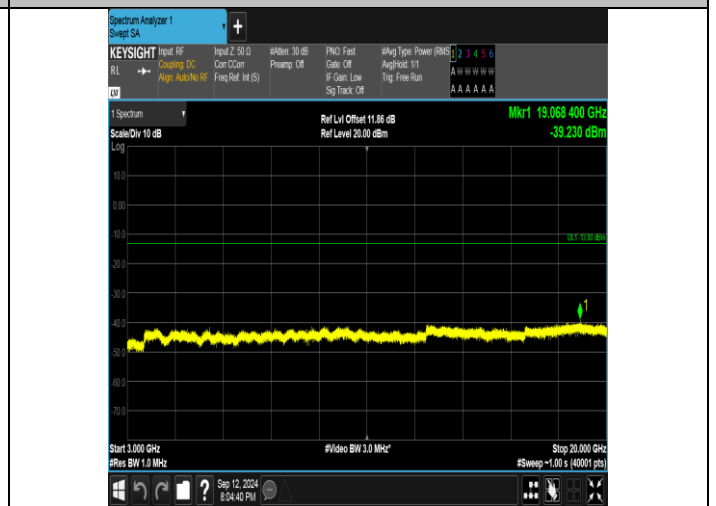 Spectrum Analyzer 1
Swept SA
+
KEYSIGHT
Input: RF
Input Z: 50 Ω
#Atten: 30 dB
PNO: Fast
#Avg Type: Power (RMS
1 2 3 4 5 6
RL
Coupling: DC
Corr CCorr
Preamp: Off
Gate: Off
Avg|Hold: 1/1
A W W W W W
Align: Auto/No RF
Freq Ref: Int (S)
IF Gain: Low
Trig: Free Run
Sig Track: Off
A A A A A A
LXI
1 Spectrum
Ref Lvl Offset 11.86 dB
Mkr1 19.068 400 GHz
Scale/Div 10 dB
Ref Level 20.00 dBm
-39.230 dBm
Log
10.0
0.00
-10.0
DL1 -13.00 dBm
-20.0
-30.0
1
-40.0
-50.0
-60.0
-70.0
Start 3.000 GHz
#Video BW 3.0 MHz*
Stop 20.000 GHz
#Res BW 1.0 MHz
#Sweep ~1.00 s (40001 pts)
?
Sep 12, 2024
8:04:40 PM